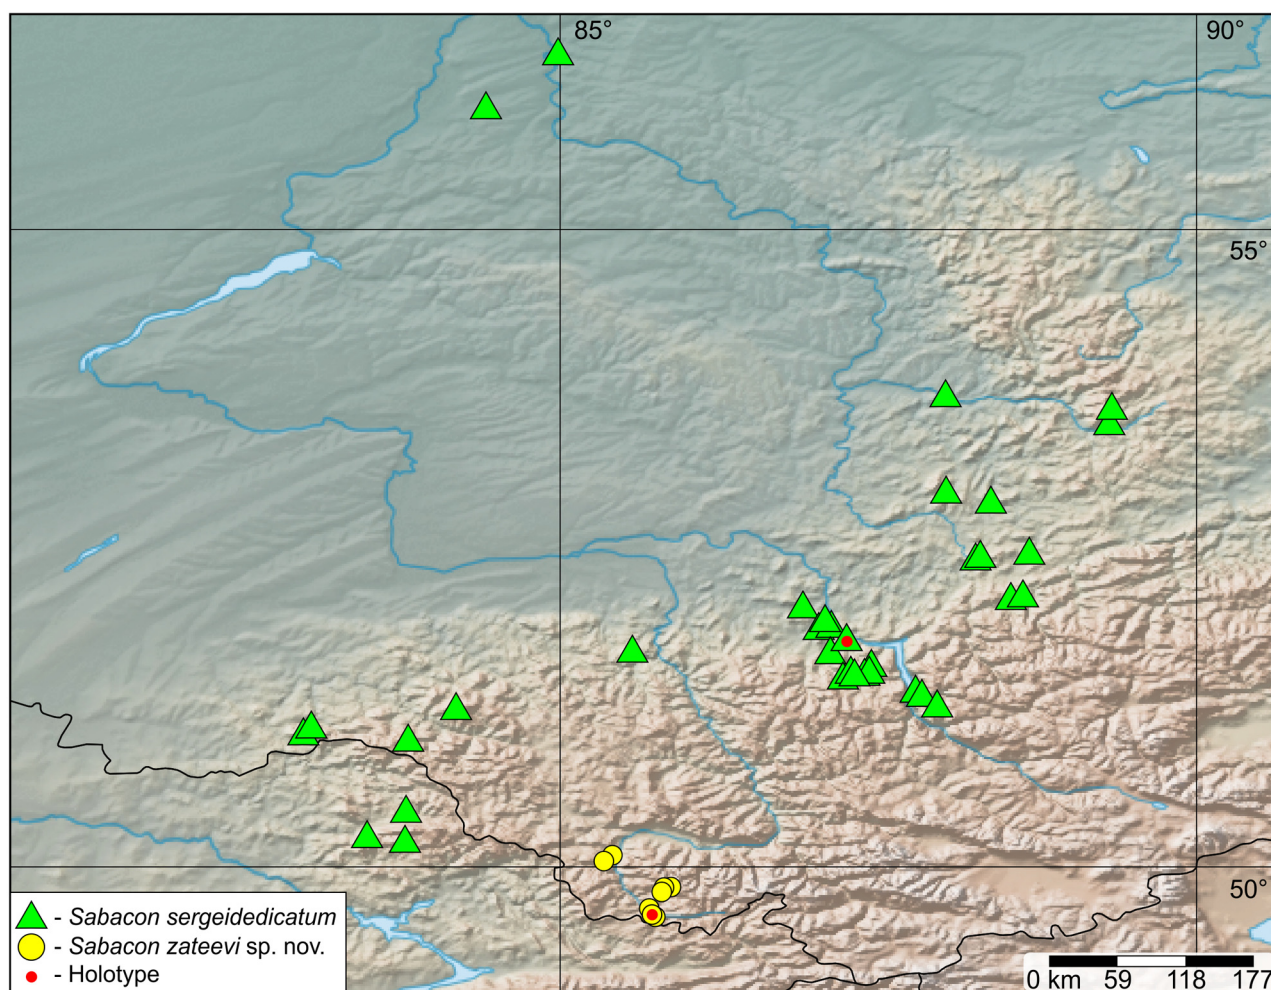 85°
90°
55°
50°
- Sabacon sergeidedicatum
- Sabacon zateevi sp. nov.
- Holotype
0 km 59 118 177